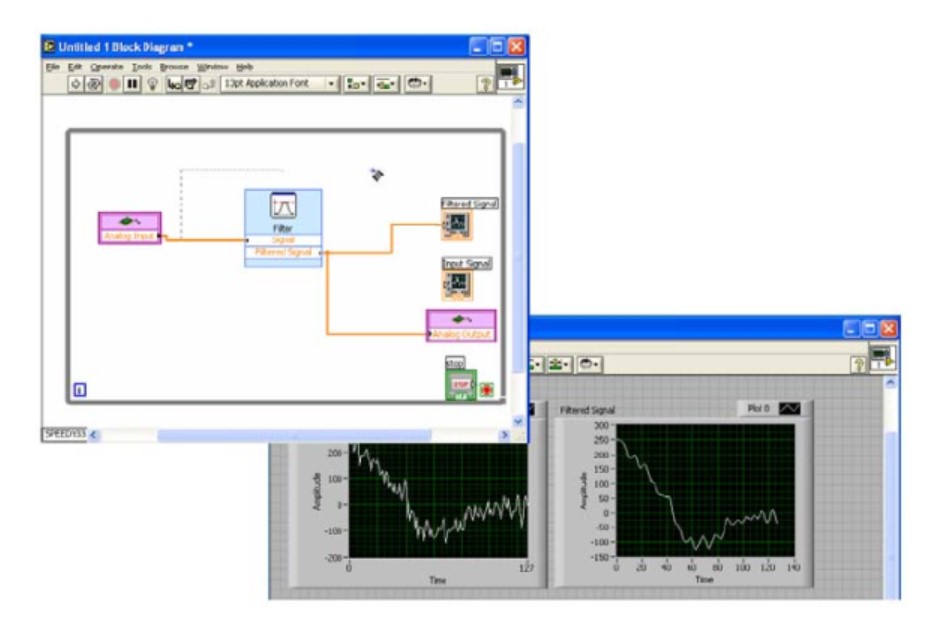 Untitled 1 Block Diagram *
File Edit Operate Tools Browse Window Help
13pt Application Font
Analog Input
Filter
Signal
Filtered Signal
Filtered Signal
Input Signal
Analog Output
stop
STOP
i
Filtered Signal
Plot 0
300
250
200
150
100
50
0
-50
-100
-150
Amplitude
0 20 40 60 80 100 120 140
Time
200
100
0
-100
-200
Amplitude
0 127
Time